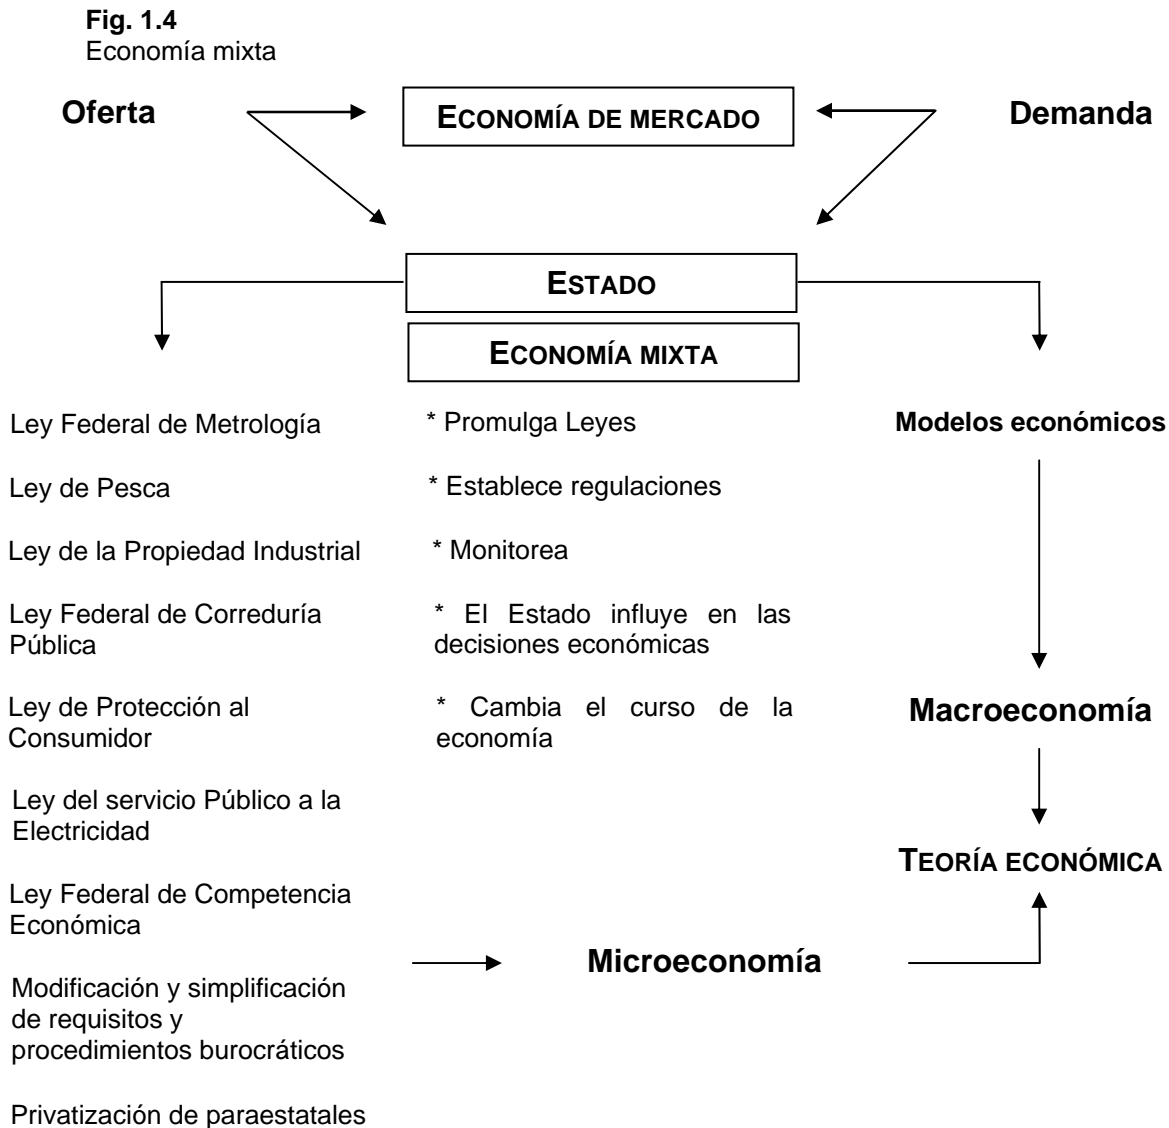 Fig. 1.4
Economía mixta
Oferta
ECONOMÍA DE MERCADO
Demanda
ESTADO
ECONOMÍA MIXTA
Ley Federal de Metrología
* Promulga Leyes
Modelos económicos
Ley de Pesca
* Establece regulaciones
Ley de la Propiedad Industrial
* Monitorea
Ley Federal de Correduría
Pública
* El Estado influye en las
decisiones económicas
Ley de Protección al
Consumidor
* Cambia el curso de la
economía
Macroeconomía
Ley del servicio Público a la
Electricidad
TEORÍA ECONÓMICA
Ley Federal de Competencia
Económica
Microeconomía
Modificación y simplificación
de requisitos y
procedimientos burocráticos
Privatización de paraestatales